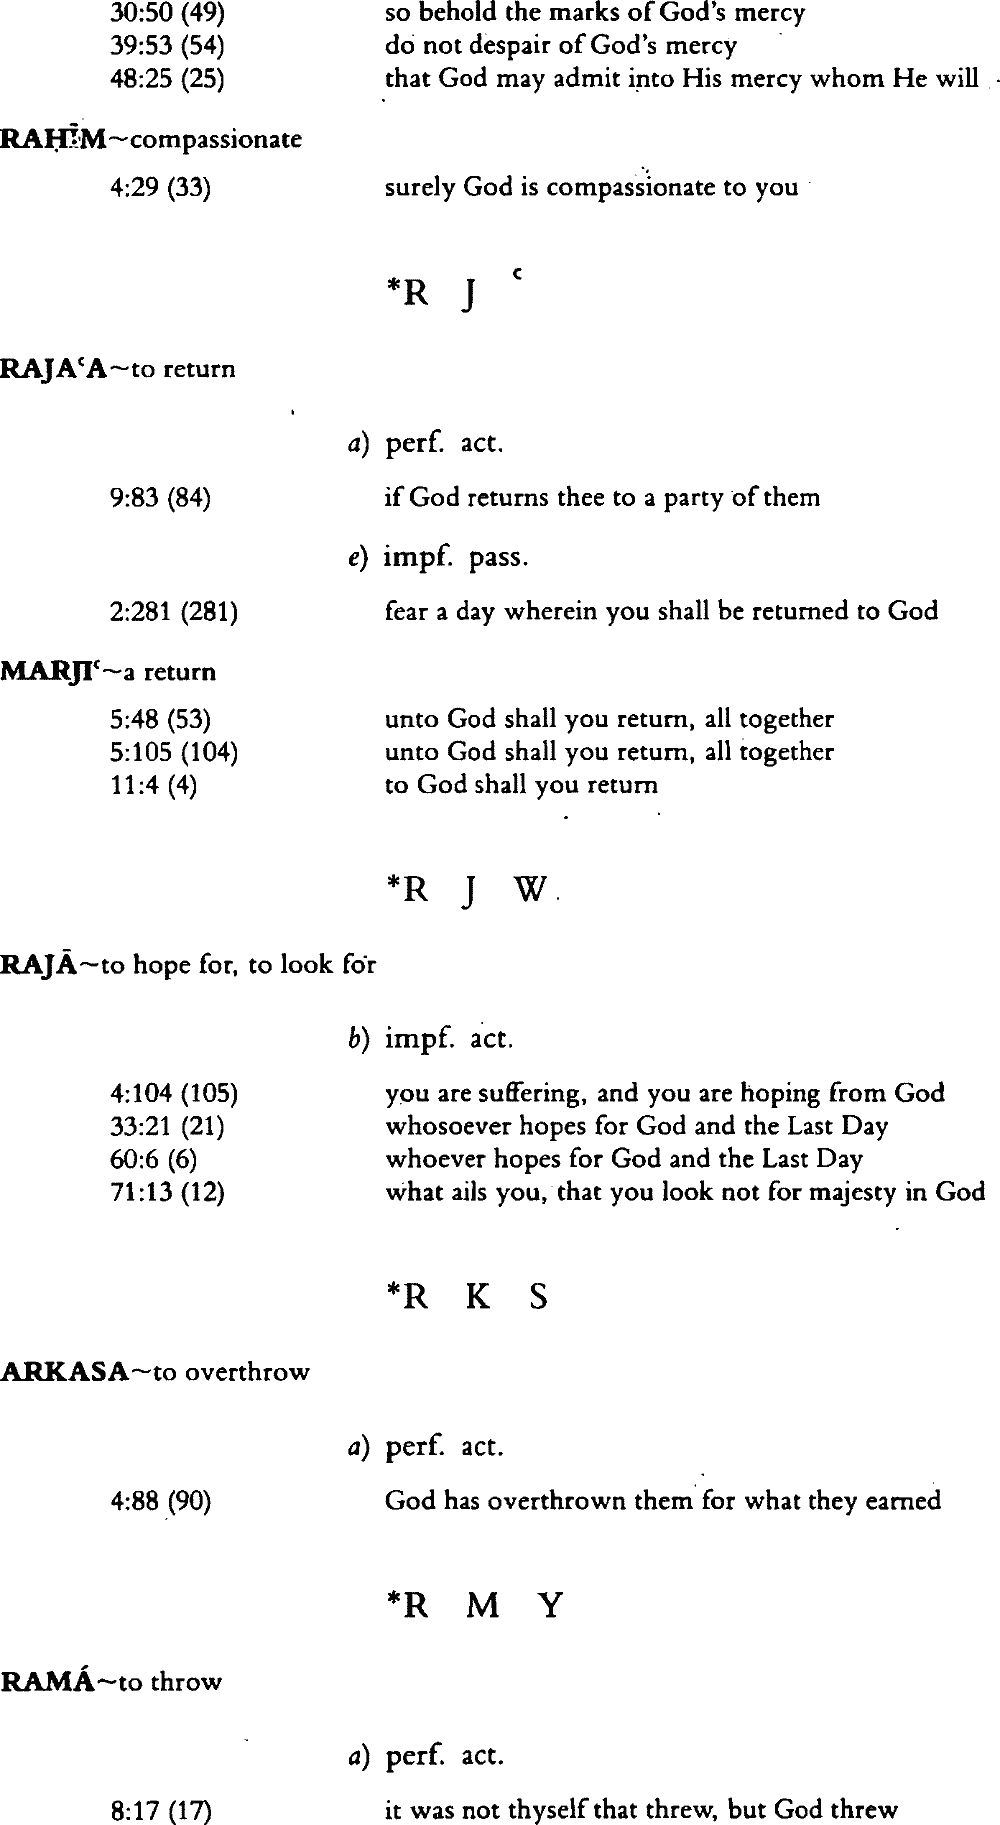 30:50 (49) so behold the marks of God's mercy
39:53 (54) do not despair of God's mercy
48:25 (25) that God may admit into His mercy whom He will
RAḤĪM~compassionate
4:29 (33) surely God is compassionate to you
*R J ʿ
RAJAʿA~to return
a) perf. act.
9:83 (84) if God returns thee to a party of them
e) impf. pass.
2:281 (281) fear a day wherein you shall be returned to God
MARJIʿ~a return
5:48 (53) unto God shall you return, all together
5:105 (104) unto God shall you return, all together
11:4 (4) to God shall you return
*R J W
RAJĀ~to hope for, to look for
b) impf. act.
4:104 (105) you are suffering, and you are hoping from God
33:21 (21) whosoever hopes for God and the Last Day
60:6 (6) whoever hopes for God and the Last Day
71:13 (12) what ails you, that you look not for majesty in God
*R K S
ARKASA~to overthrow
a) perf. act.
4:88 (90) God has overthrown them for what they earned
*R M Y
RAMÁ~to throw
a) perf. act.
8:17 (17) it was not thyself that threw, but God threw